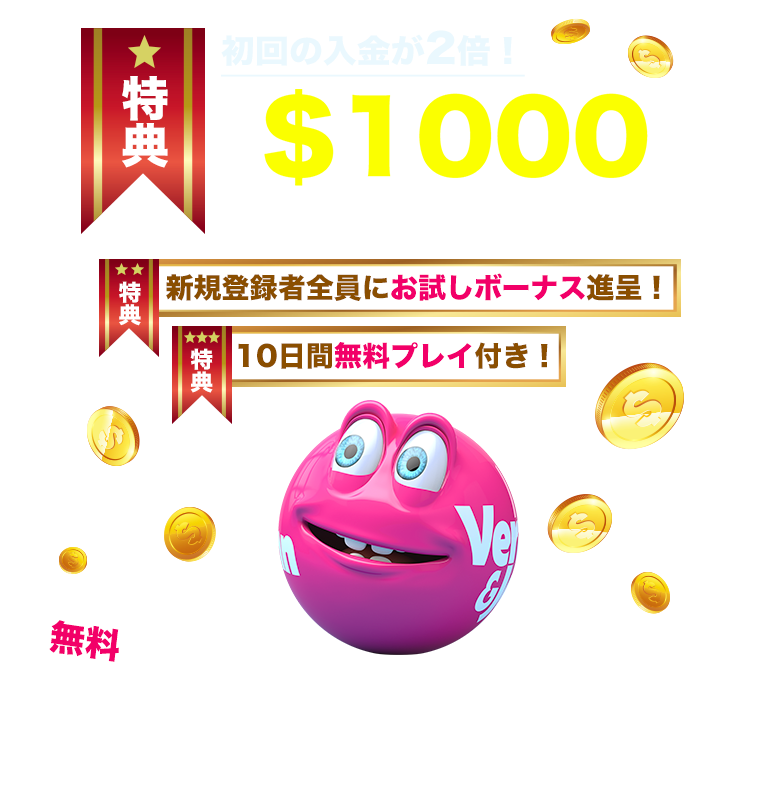 特典
初回の入金が2倍！
$1000
特典
新規登録者全員にお試しボーナス進呈！
特典
10日間無料プレイ付き！
Ver
&
n
無料